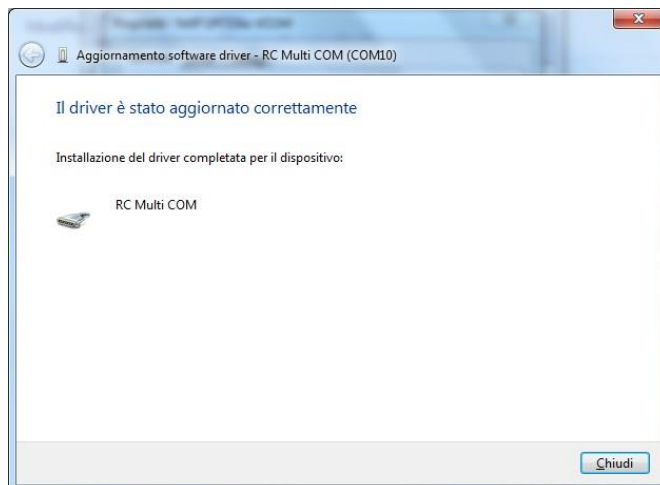 Aggiornamento software driver - RC Multi COM (COM10)
Il driver è stato aggiornato correttamente
Installazione del driver completata per il dispositivo:
RC Multi COM
Chiudi